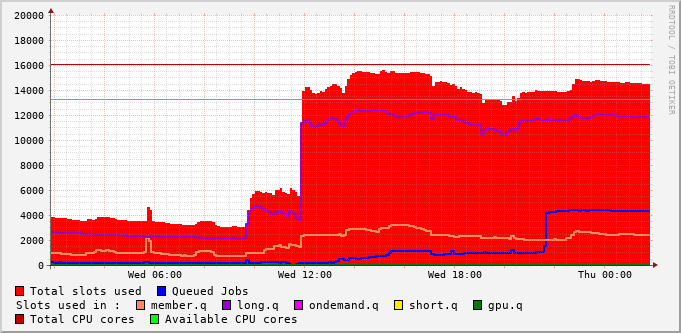 20000
18000
16000
14000
12000
10000
8000
6000
4000
2000
0
Wed 06:00 Wed 12:00 Wed 18:00 Thu 00:00
Total slots used Queued Jobs
Slots used in : member.q long.q ondemand.q short.q gpu.q
Total CPU cores Available CPU cores
RRDTOOL / TOBI OETIKER